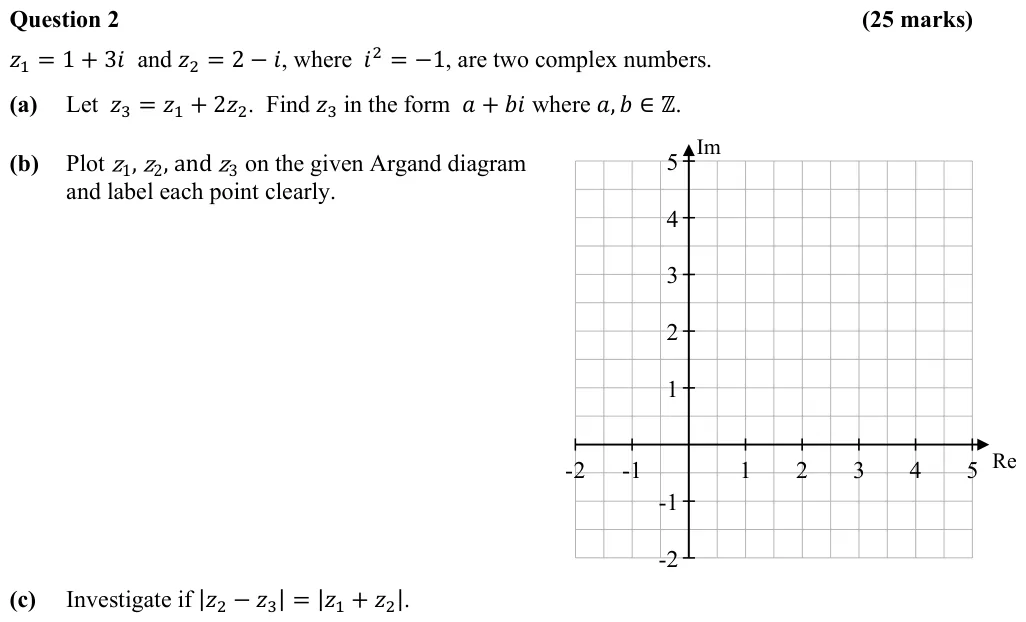 Question 2 (25 marks)
z₁ = 1 + 3i and z₂ = 2 − i, where i² = −1, are two complex numbers.
(a) Let z₃ = z₁ + 2z₂. Find z₃ in the form a + bi where a, b ∈ ℤ.
(b) Plot z₁, z₂, and z₃ on the given Argand diagram
and label each point clearly.
Im
5
4
3
2
1
-2 -1 1 2 3 4 5 Re
-1
-2
(c) Investigate if |z₂ − z₃| = |z₁ + z₂|.